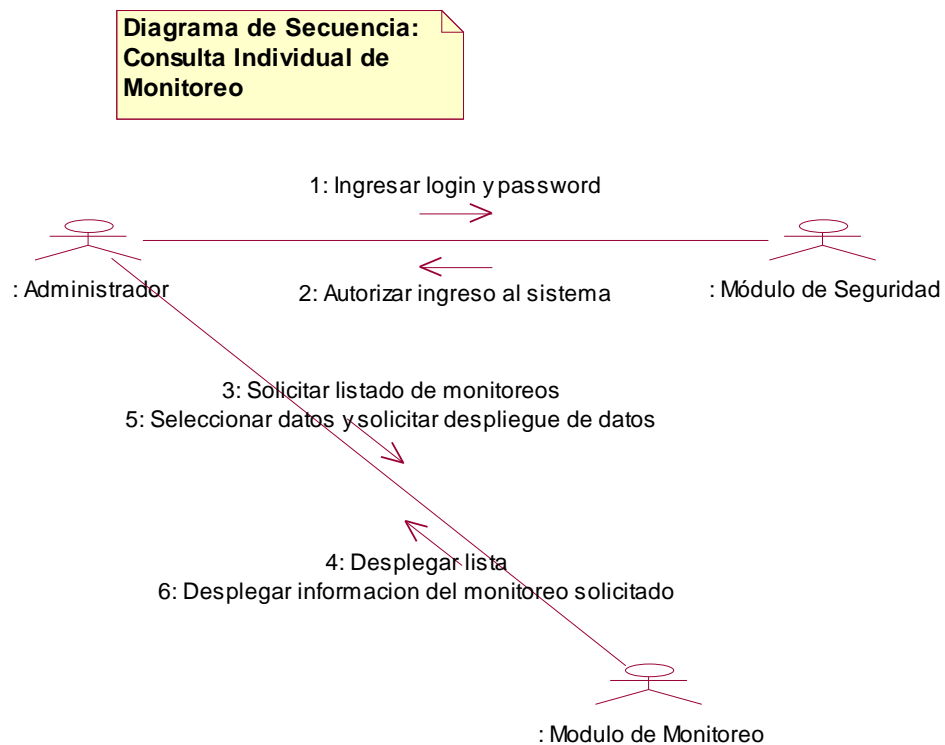 Diagrama de Secuencia:
Consulta Individual de
Monitoreo
1: Ingresar login y password
: Administrador
: Módulo de Seguridad
2: Autorizar ingreso al sistema
3: Solicitar listado de monitoreos
5: Seleccionar datos y solicitar despliegue de datos
4: Desplegar lista
6: Desplegar informacion del monitoreo solicitado
: Modulo de Monitoreo